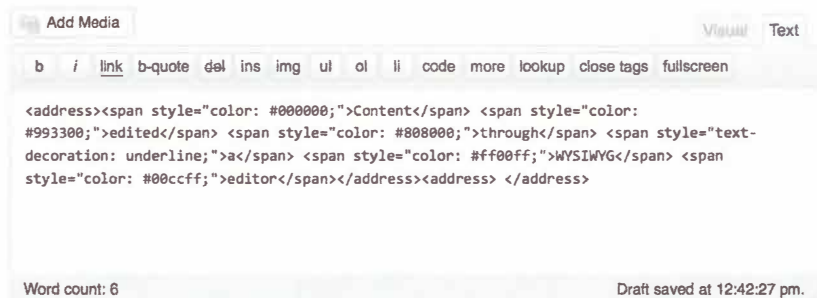 Add Media
Visual Text
b i link b-quote del ins img ul ol li code more lookup close tags fullscreen
<address><span style="color: #000000;">Content</span> <span style="color:
#993300;">edited</span> <span style="color: #808000;">through</span> <span style="text-
decoration: underline;">a</span> <span style="color: #ff00ff;">WYSIWYG</span> <span
style="color: #00ccff;">editor</span></address><address> </address>
Word count: 6
Draft saved at 12:42:27 pm.